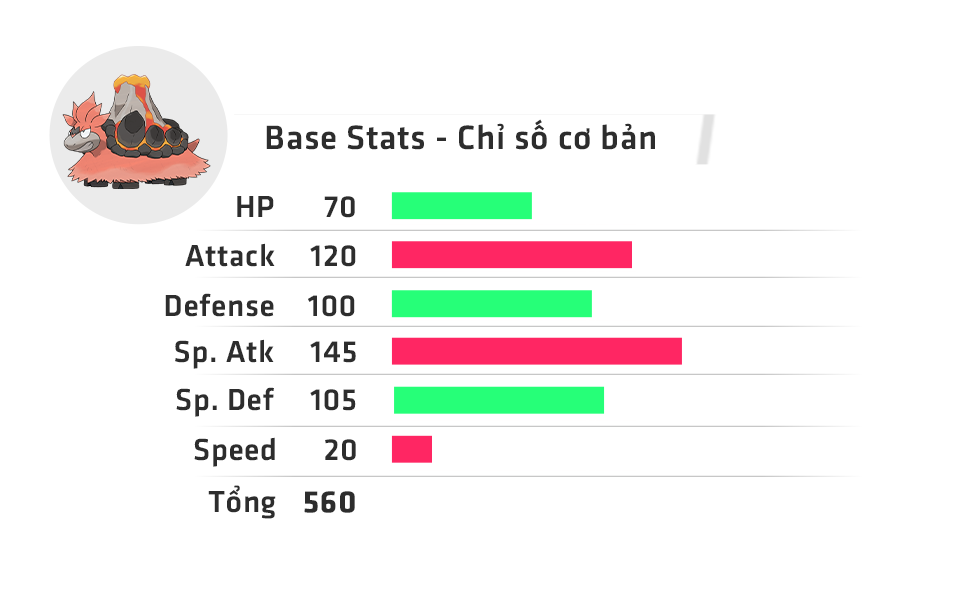 Base Stats - Chỉ số cơ bản
HP 70
Attack 120
Defense 100
Sp. Atk 145
Sp. Def 105
Speed 20
Tổng 560